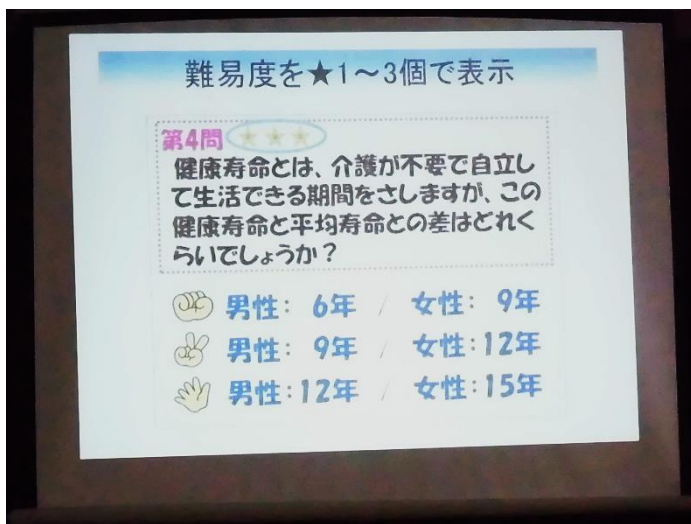 難易度を★1~3個で表示
第4問 ★★★
健康寿命とは、介護が不要で自立し
て生活できる期間をさしますが、この
健康寿命と平均寿命との差はどれく
らいでしょうか?
男性: 6年 / 女性: 9年
男性: 9年 / 女性:12年
男性:12年 / 女性:15年